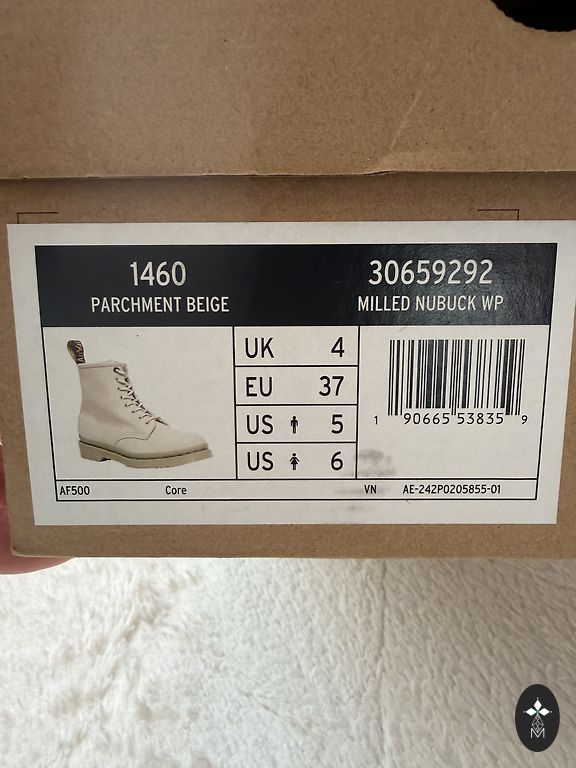 1460
PARCHMENT BEIGE
30659292
MILLED NUBUCK WP
UK 4
EU 37
US 5
US 6
1 90665 53835 9
AF500 Core VN AE-242P0205855-01